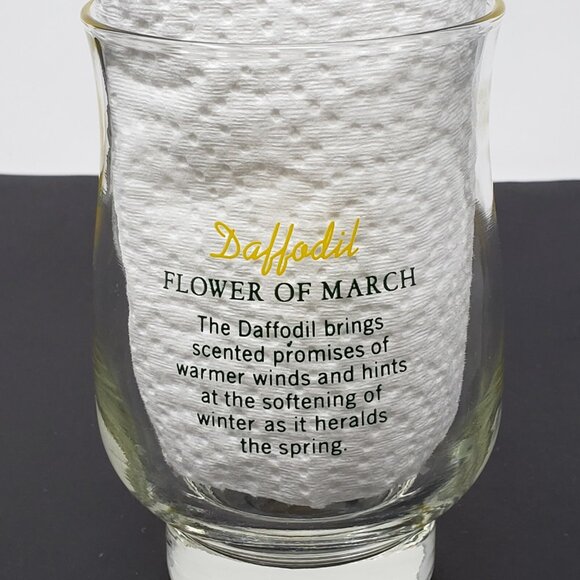 Daffodil
FLOWER OF MARCH
The Daffodil brings
scented promises of
warmer winds and hints
at the softening of
winter as it heralds
the spring.